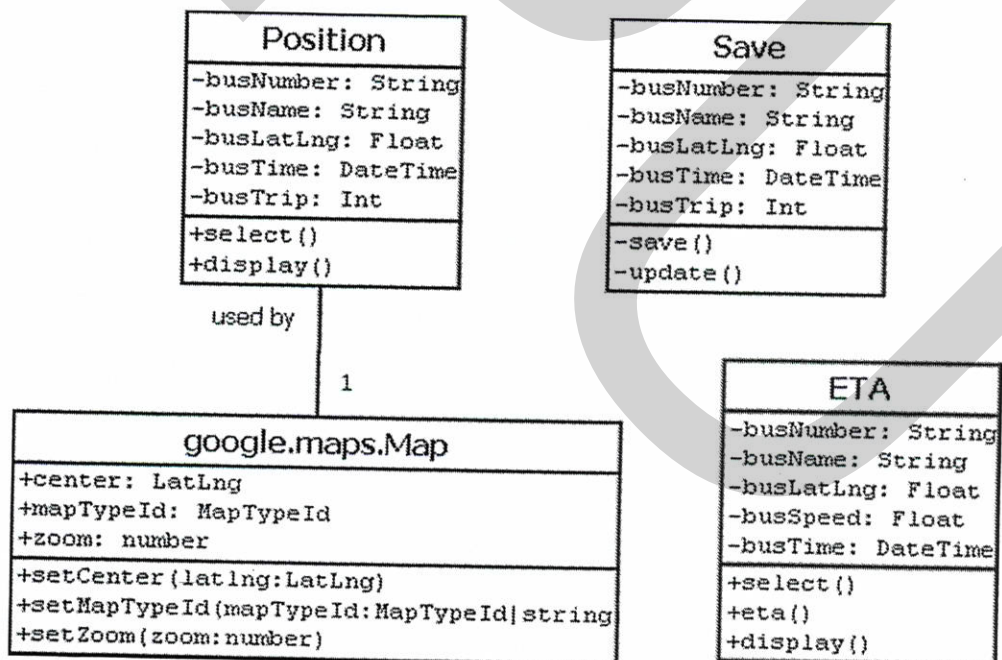 Position
-busNumber: String
-busName: String
-busLatLng: Float
-busTime: DateTime
-busTrip: Int
+select()
+display()
Save
-busNumber: String
-busName: String
-busLatLng: Float
-busTime: DateTime
-busTrip: Int
-save()
-update()
used by
1
google.maps.Map
+center: LatLng
+mapTypeId: MapTypeId
+zoom: number
+setCenter(latlng:LatLng)
+setMapTypeId(mapTypeId:MapTypeId|string
+setZoom(zoom:number)
ETA
-busNumber: String
-busName: String
-busLatLng: Float
-busSpeed: Float
-busTime: DateTime
+select()
+eta()
+display()